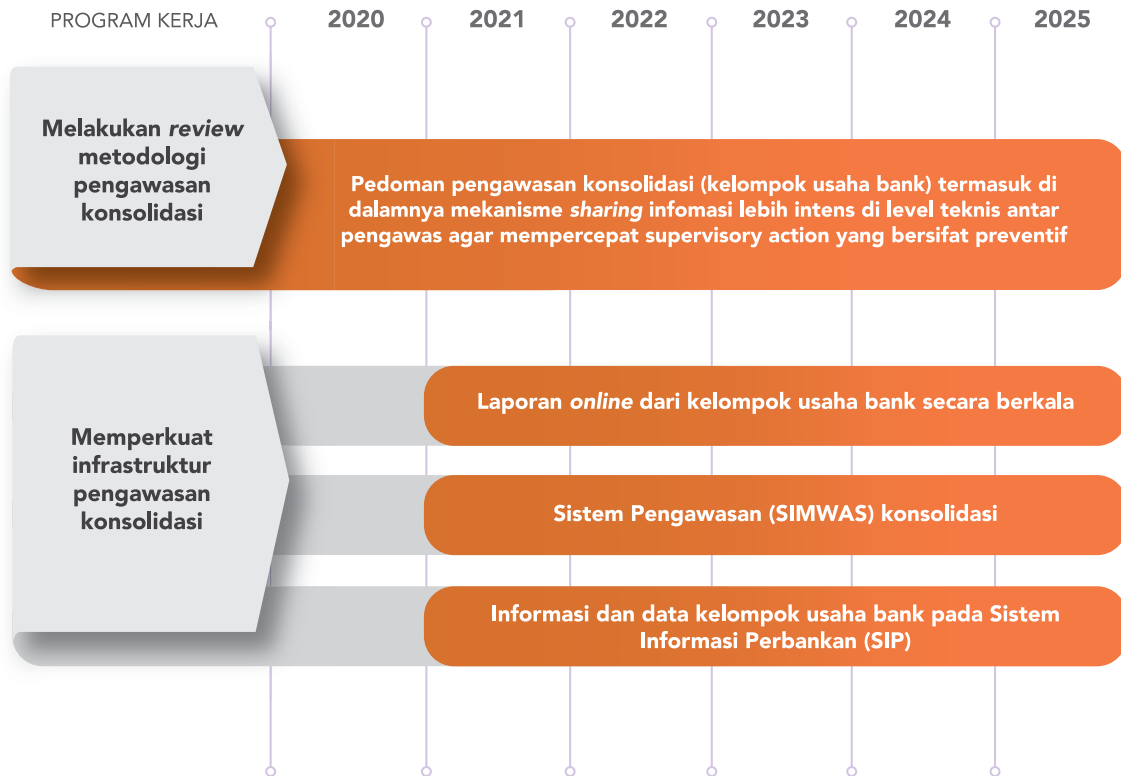 PROGRAM KERJA 2020 2021 2022 2023 2024 2025
Melakukan review
metodologi
pengawasan
konsolidasi
Pedoman pengawasan konsolidasi (kelompok usaha bank) termasuk di
dalamnya mekanisme sharing infomasi lebih intens di level teknis antar
pengawas agar mempercepat supervisory action yang bersifat preventif
Memperkuat
infrastruktur
pengawasan
konsolidasi
Laporan online dari kelompok usaha bank secara berkala
Sistem Pengawasan (SIMWAS) konsolidasi
Informasi dan data kelompok usaha bank pada Sistem
Informasi Perbankan (SIP)